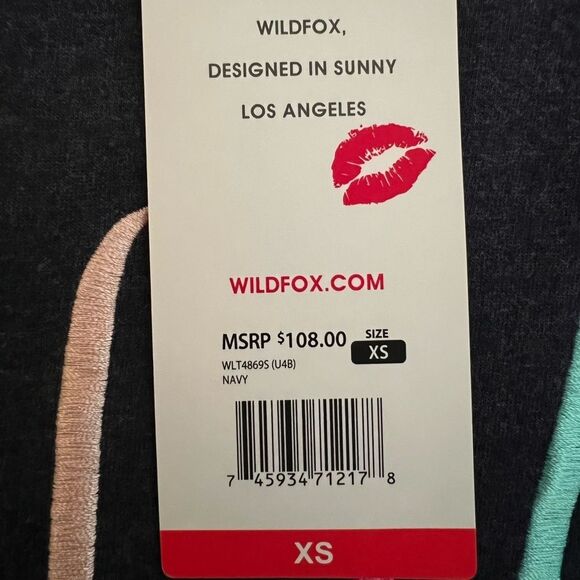 WILDFOX,
DESIGNED IN SUNNY
LOS ANGELES
WILDFOX.COM
MSRP $108.00
SIZE
XS
WLT4869S (U4B)
NAVY
7 45934 71217 8
XS